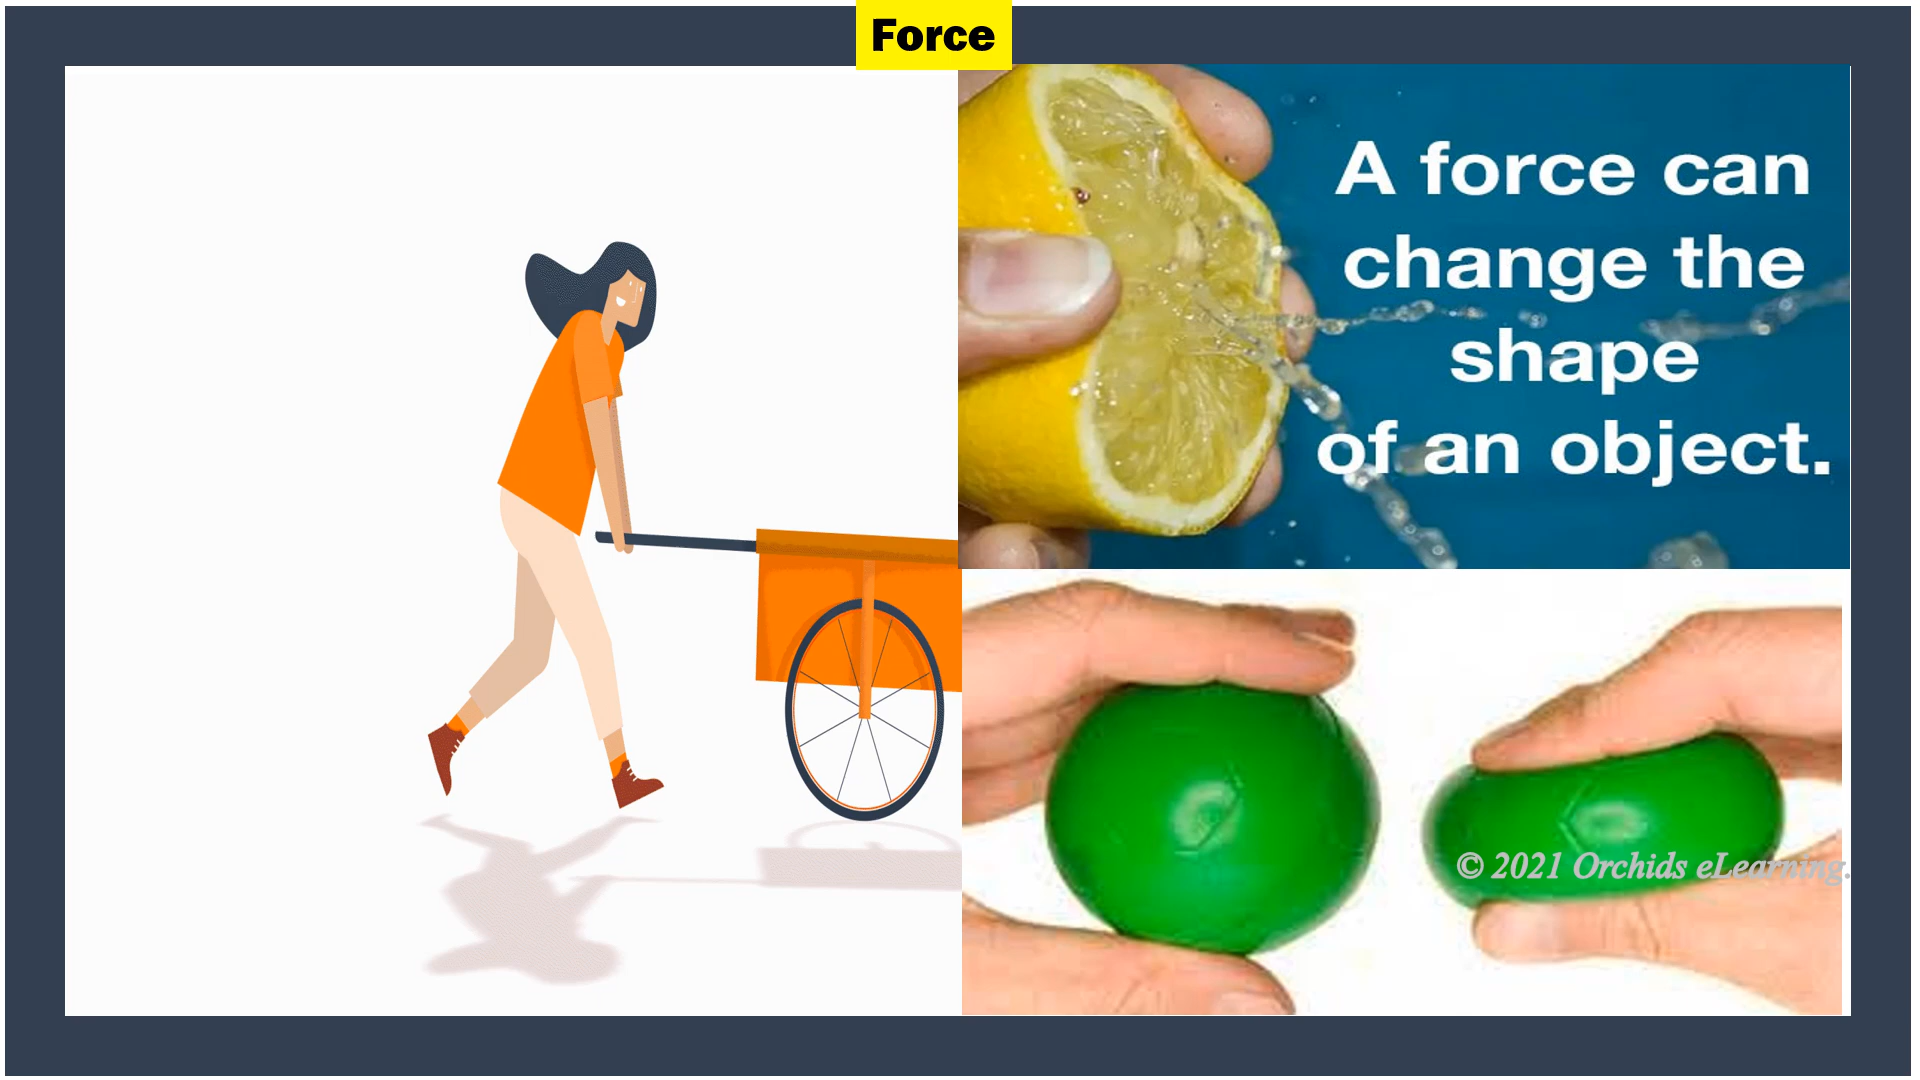 Force
A force can
change the
shape
of an object.
© 2021 Orchids eLearning.